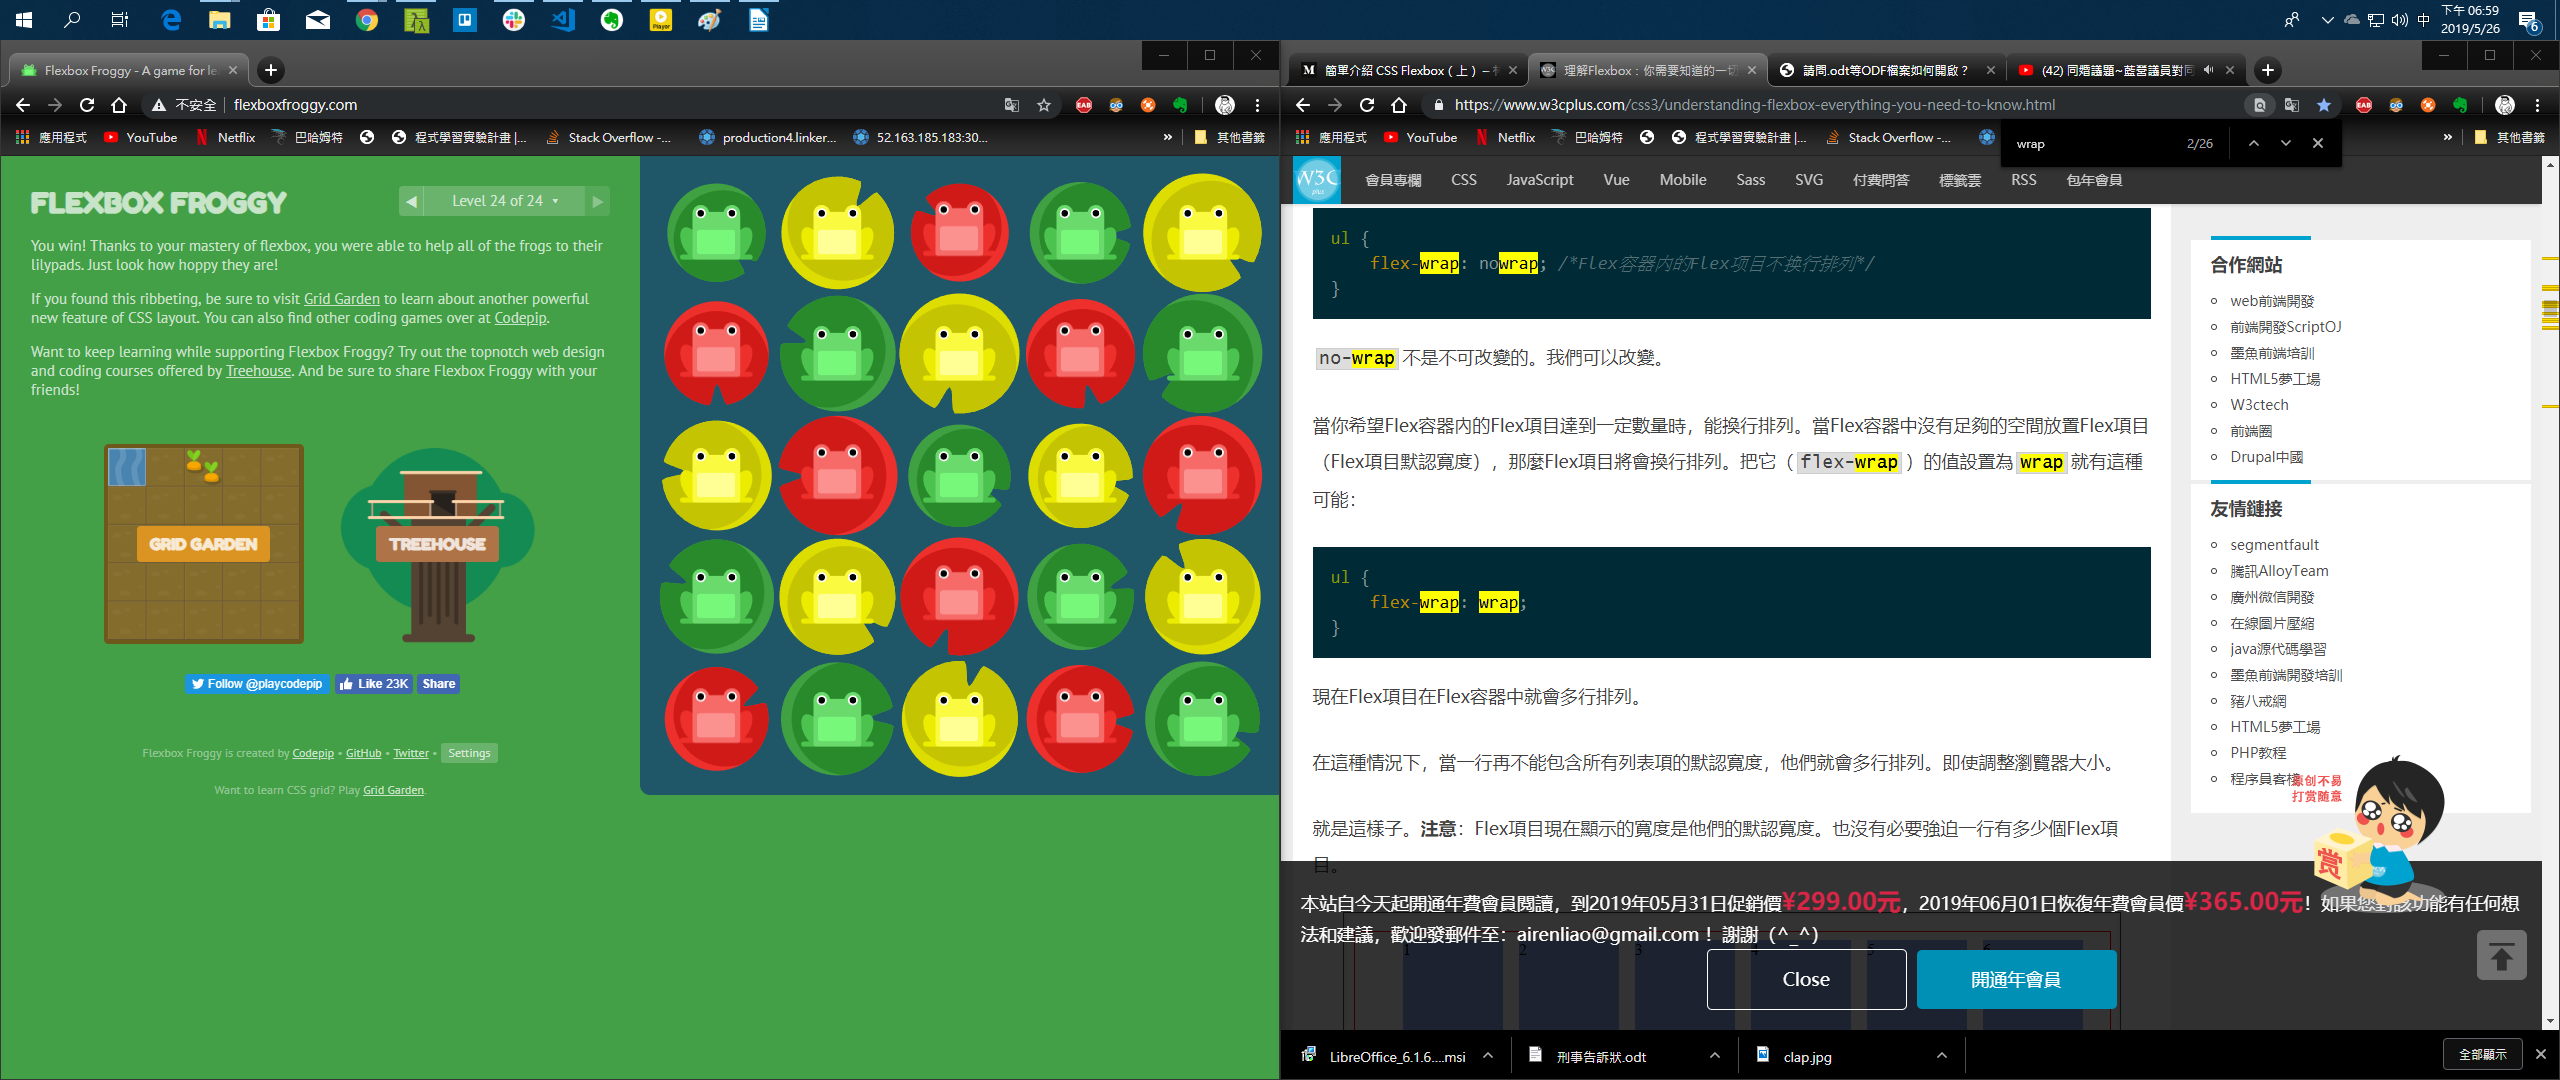 下午 06:59
中
2019/5/26
6
Flexbox Froggy - A game for le
不安全
flexboxfroggy.com
應用程式
YouTube
Netflix
巴哈姆特
程式學習實驗計畫 |...
Stack Overflow -...
production4.linker...
52.163.185.183:30...
»
其他書籤
FLEXBOX FROGGY
Level 24 of 24
You win! Thanks to your mastery of flexbox, you were able to help all of the frogs to their
lilypads. Just look how hoppy they are!
If you found this ribbeting, be sure to visit Grid Garden to learn about another powerful
new feature of CSS layout. You can also find other coding games over at Codepip.
Want to keep learning while supporting Flexbox Froggy? Try out the topnotch web design
and coding courses offered by Treehouse. And be sure to share Flexbox Froggy with your
friends!
GRID GARDEN
TREEHOUSE
Follow @playcodepip
Like 23K
Share
Flexbox Froggy is created by Codepip • GitHub • Twitter • Settings
Want to learn CSS grid? Play Grid Garden.
簡單介紹 CSS Flexbox ( 上 ) –
理解Flexbox：你需要知道的一切
請問.odt等ODF檔案如何開啟？
(42) 同婚議題~藍營議員對同
https://www.w3cplus.com/css3/understanding-flexbox-everything-you-need-to-know.html
應用程式
YouTube
Netflix
巴哈姆特
程式學習實驗計畫 |...
Stack Overflow -...
»
其他書籤
wrap
2/26
W3C
plus
會員專欄
CSS
JavaScript
Vue
Mobile
Sass
SVG
付費問答
標籤雲
RSS
包年會員
ul {
flex-wrap: nowrap; /*Flex容器内的Flex项目不换行排列*/
}
no-wrap 不是不可改變的。我們可以改變。
當你希望Flex容器內的Flex項目達到一定數量時，能換行排列。當Flex容器中沒有足夠的空間放置Flex項目
（Flex項目默認寬度），那麼Flex項目將會換行排列。把它（ flex-wrap ）的值設置為 wrap 就有這種
可能：
ul {
flex-wrap: wrap;
}
現在Flex項目在Flex容器中就會多行排列。
在這種情況下，當一行再不能包含所有列表項的默認寬度，他們就會多行排列。即使調整瀏覽器大小。
就是這樣子。注意：Flex項目現在顯示的寬度是他們的默認寬度。也沒有必要強迫一行有多少個Flex項
目。
合作網站
web前端開發
前端開發ScriptOJ
墨魚前端培訓
HTML5夢工場
W3ctech
前端圈
Drupal中國
友情鏈接
segmentfault
騰訊AlloyTeam
廣州微信開發
在線圖片壓縮
java源代碼學習
墨魚前端開發培訓
豬八戒網
HTML5夢工場
PHP教程
程序員客棧
原创不易
打赏随意
赏
本站自今天起開通年費會員閱讀，到2019年05月31日促銷價¥299.00元，2019年06月01日恢復年費會員價¥365.00元！如果您對該功能有任何想
法和建議，歡迎發郵件至：airenliao@gmail.com ！謝謝（^_^）
1
2
3
4
5
6
Close
開通年會員
LibreOffice_6.1.6....msi
刑事告訴狀.odt
clap.jpg
全部顯示